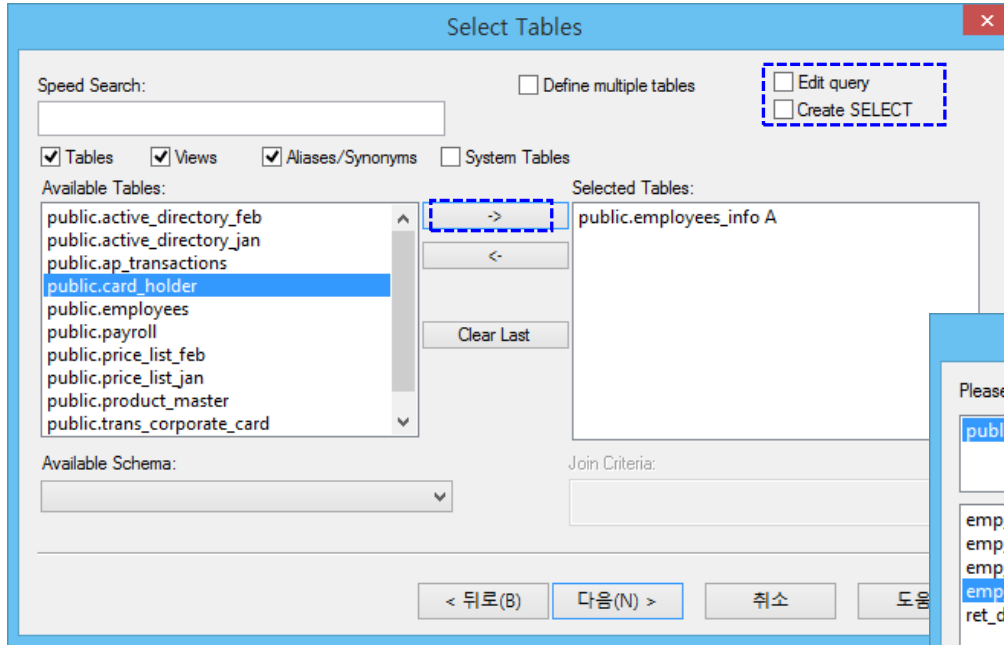 Select Tables
Speed Search:
Define multiple tables
Edit query
Create SELECT
Tables Views Aliases/Synonyms System Tables
Available Tables:
public.active_directory_feb
public.active_directory_jan
public.ap_transactions
public.card_holder
public.employees
public.payroll
public.price_list_feb
public.price_list_jan
public.product_master
public.trans_corporate_card
->
<-
Clear Last
Selected Tables:
public.employees_info A
Available Schema:
Join Criteria:
< 뒤로(B) 다음(N) > 취소
Please